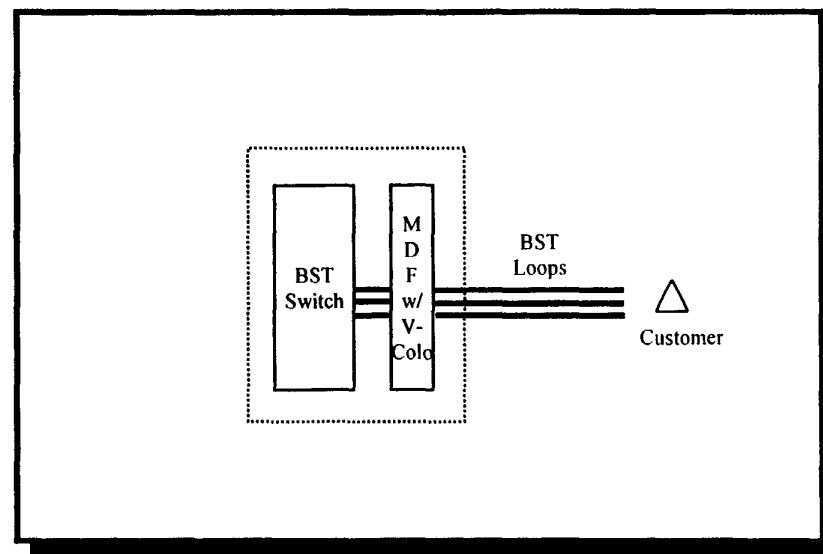 BST
Switch
M
D
F
w/
V-
Colo
BST
Loops
Customer